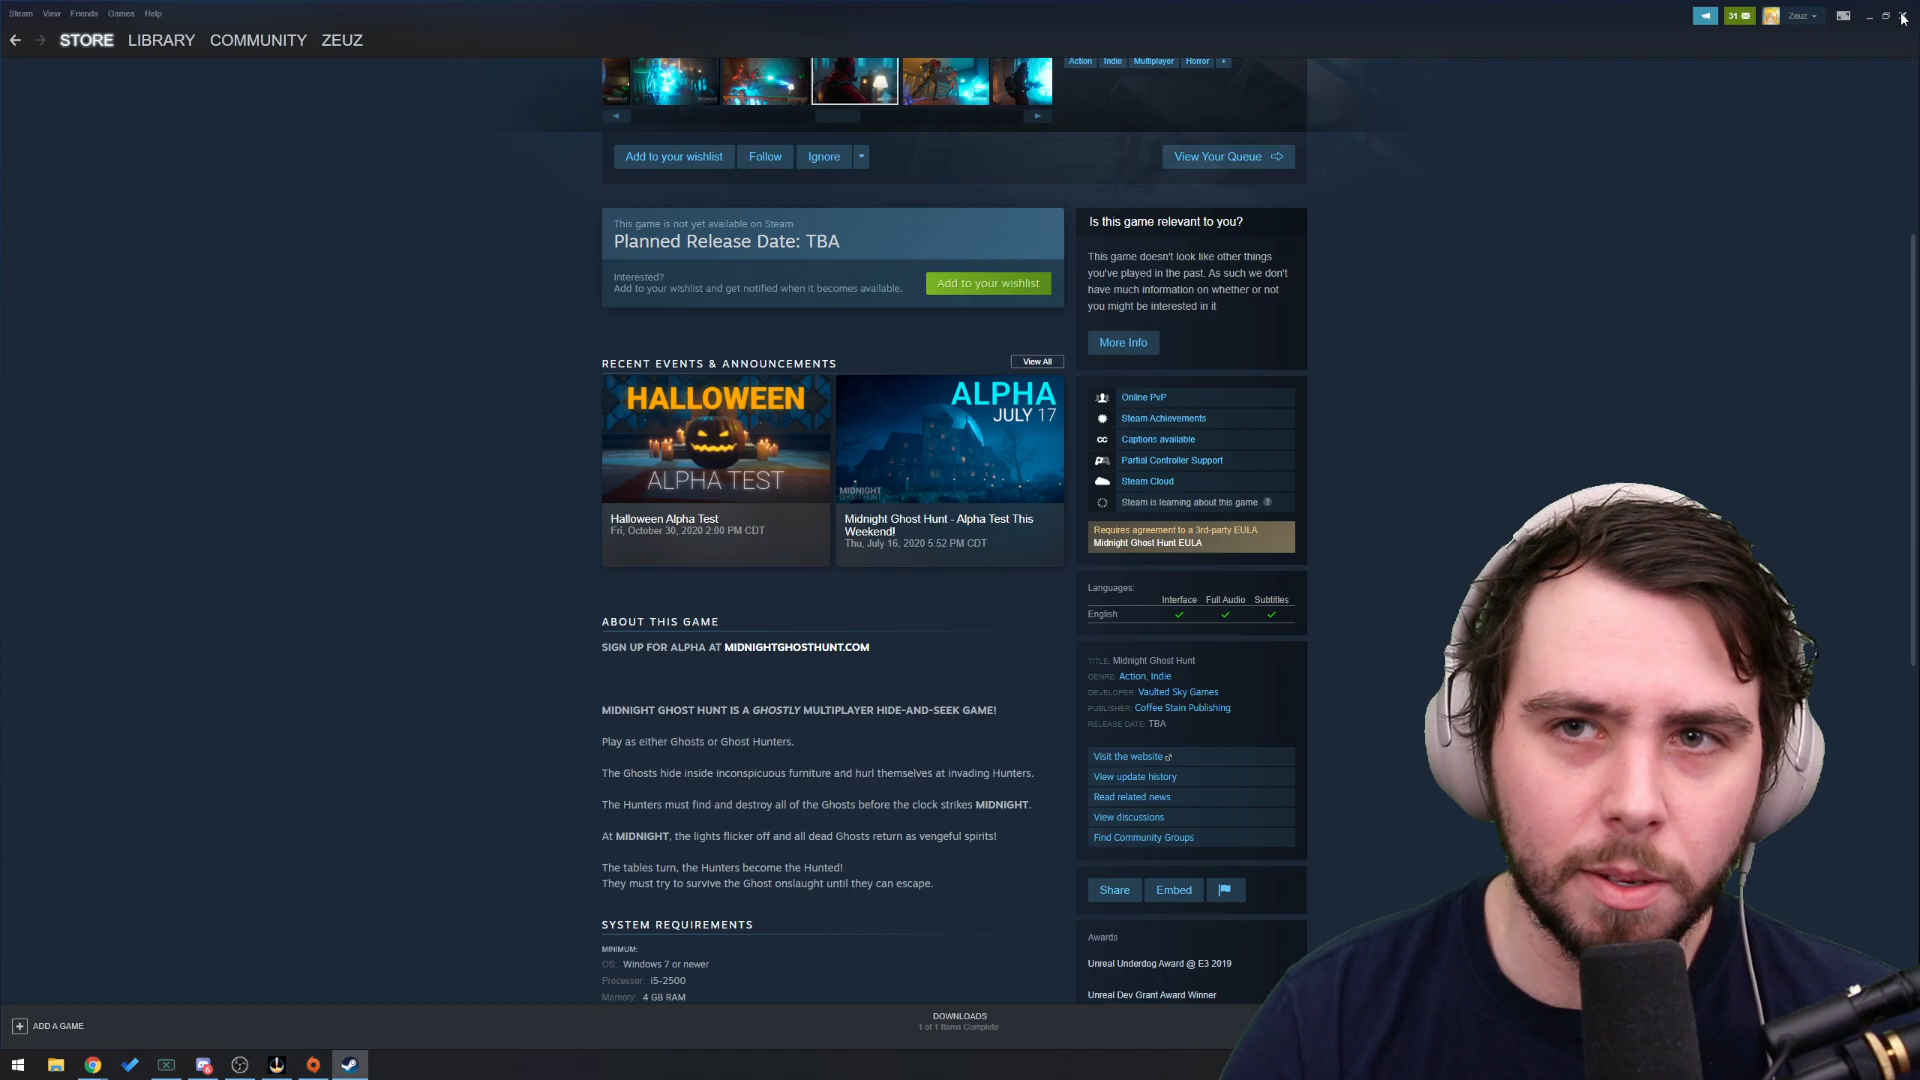 Steam View Friends Games Help
31
Zeuz
STORE LIBRARY COMMUNITY ZEUZ
Action Indie Multiplayer Horror +
Add to your wishlist Follow Ignore
View Your Queue
This game is not yet available on Steam
Planned Release Date: TBA
Interested?
Add to your wishlist and get notified when it becomes available.
Add to your wishlist
Is this game relevant to you?
This game doesn't look like other things
you've played in the past. As such we don't
have much information on whether or not
you might be interested in it
More Info
RECENT EVENTS & ANNOUNCEMENTS
View All
HALLOWEEN
ALPHA TEST
Halloween Alpha Test
Fri, October 30, 2020 2:00 PM CDT
ALPHA
JULY 17
MIDNIGHT
GHOST HUNT
Midnight Ghost Hunt - Alpha Test This
Weekend!
Thu, July 16, 2020 5:52 PM CDT
Online PvP
Steam Achievements
CC Captions available
Partial Controller Support
Steam Cloud
Steam is learning about this game ?
Requires agreement to a 3rd-party EULA
Midnight Ghost Hunt EULA
Languages:
Interface Full Audio Subtitles
English
ABOUT THIS GAME
SIGN UP FOR ALPHA AT MIDNIGHTGHOSTHUNT.COM
MIDNIGHT GHOST HUNT IS A GHOSTLY MULTIPLAYER HIDE-AND-SEEK GAME!
Play as either Ghosts or Ghost Hunters.
The Ghosts hide inside inconspicuous furniture and hurl themselves at invading Hunters.
The Hunters must find and destroy all of the Ghosts before the clock strikes MIDNIGHT.
At MIDNIGHT, the lights flicker off and all dead Ghosts return as vengeful spirits!
The tables turn, the Hunters become the Hunted!
They must try to survive the Ghost onslaught until they can escape.
TITLE: Midnight Ghost Hunt
GENRE: Action, Indie
DEVELOPER: Vaulted Sky Games
PUBLISHER: Coffee Stain Publishing
RELEASE DATE: TBA
Visit the website
View update history
Read related news
View discussions
Find Community Groups
Share Embed
SYSTEM REQUIREMENTS
MINIMUM:
OS: Windows 7 or newer
Processor: i5-2500
Memory: 4 GB RAM
Awards
Unreal Underdog Award @ E3 2019
Unreal Dev Grant Award Winner
+ ADD A GAME
DOWNLOADS
1 of 1 Items Complete